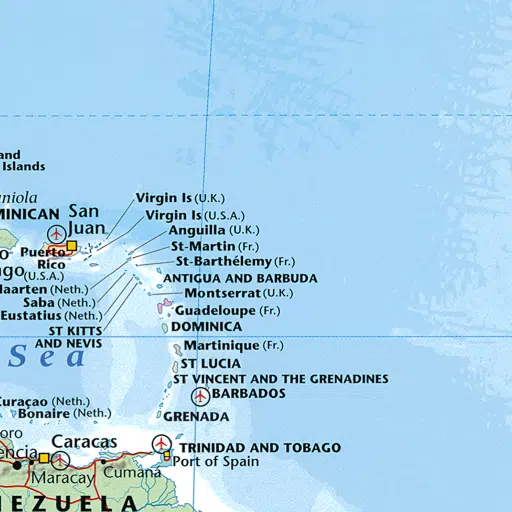 and
Islands
aniola
MINICAN
San
Juan
Virgin Is (U.K.)
Virgin Is (U.S.A.)
Anguilla (U.K.)
St-Martin (Fr.)
St-Barthélemy (Fr.)
Puerto
Rico
(U.S.A.)
o
ngo
ANTIGUA AND BARBUDA
aarten (Neth.)
Montserrat (U.K.)
Saba (Neth.)
Guadeloupe (Fr.)
Eustatius (Neth.)
ST KITTS
AND NEVIS
DOMINICA
Martinique (Fr.)
Sea
ST LUCIA
ST VINCENT AND THE GRENADINES
BARBADOS
Curaçao (Neth.)
Bonaire (Neth.)
GRENADA
oro
Caracas
TRINIDAD AND TOBAGO
encia
Port of Spain
Maracay
Cumaná
NEZUELA